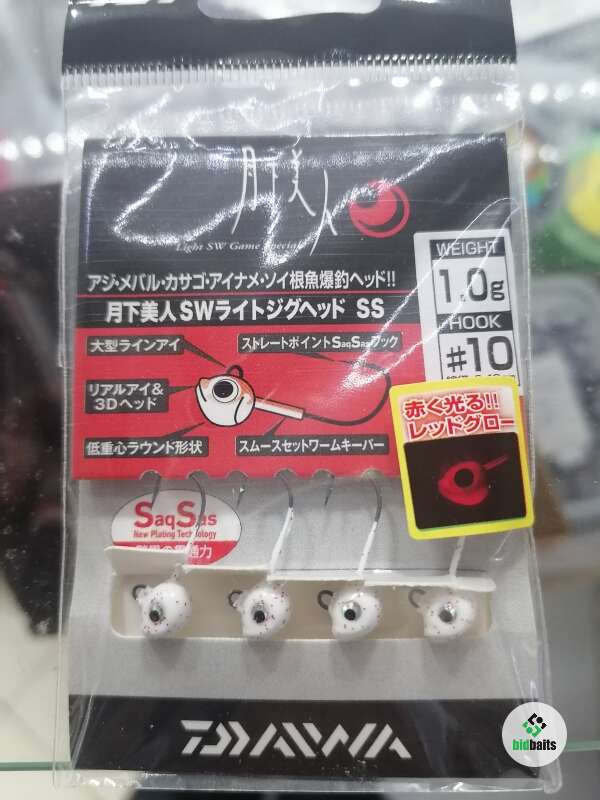 月下美人
Light SW Game Special
アジ・メバル・カサゴ・アイナメ・ソイ根魚爆釣ヘッド!!
月下美人SWライトジグヘッド SS
WEIGHT
1.0g
HOOK
#10
大型ラインアイ
ストレートポイントSaqSasフック
リアルアイ&
3Dヘッド
低重心ラウンド形状
スムースセットワームキーパー
赤く光る!!
レッドグロー
SaqSas
New Plating Technology
DAIWA
bidbaits